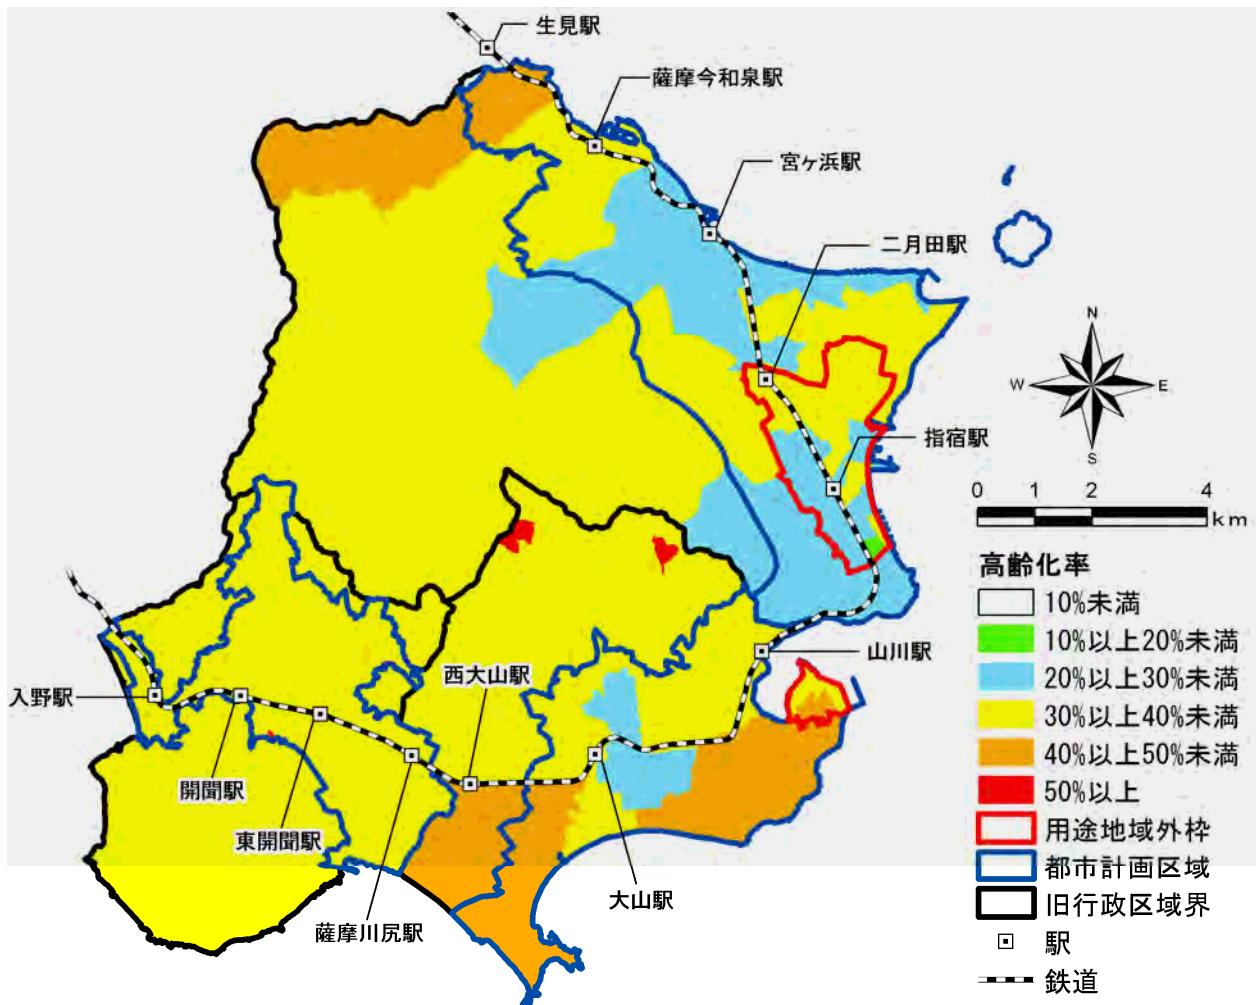 生見駅
薩摩今和泉駅
宮ヶ浜駅
二月田駅
N
W
E
S
指宿駅
0 1 2 4
km
高齢化率
10%未満
10%以上20%未満
20%以上30%未満
30%以上40%未満
40%以上50%未満
50%以上
用途地域外枠
都市計画区域
旧行政区域界
駅
鉄道
山川駅
西大山駅
入野駅
開聞駅
東開聞駅
大山駅
薩摩川尻駅